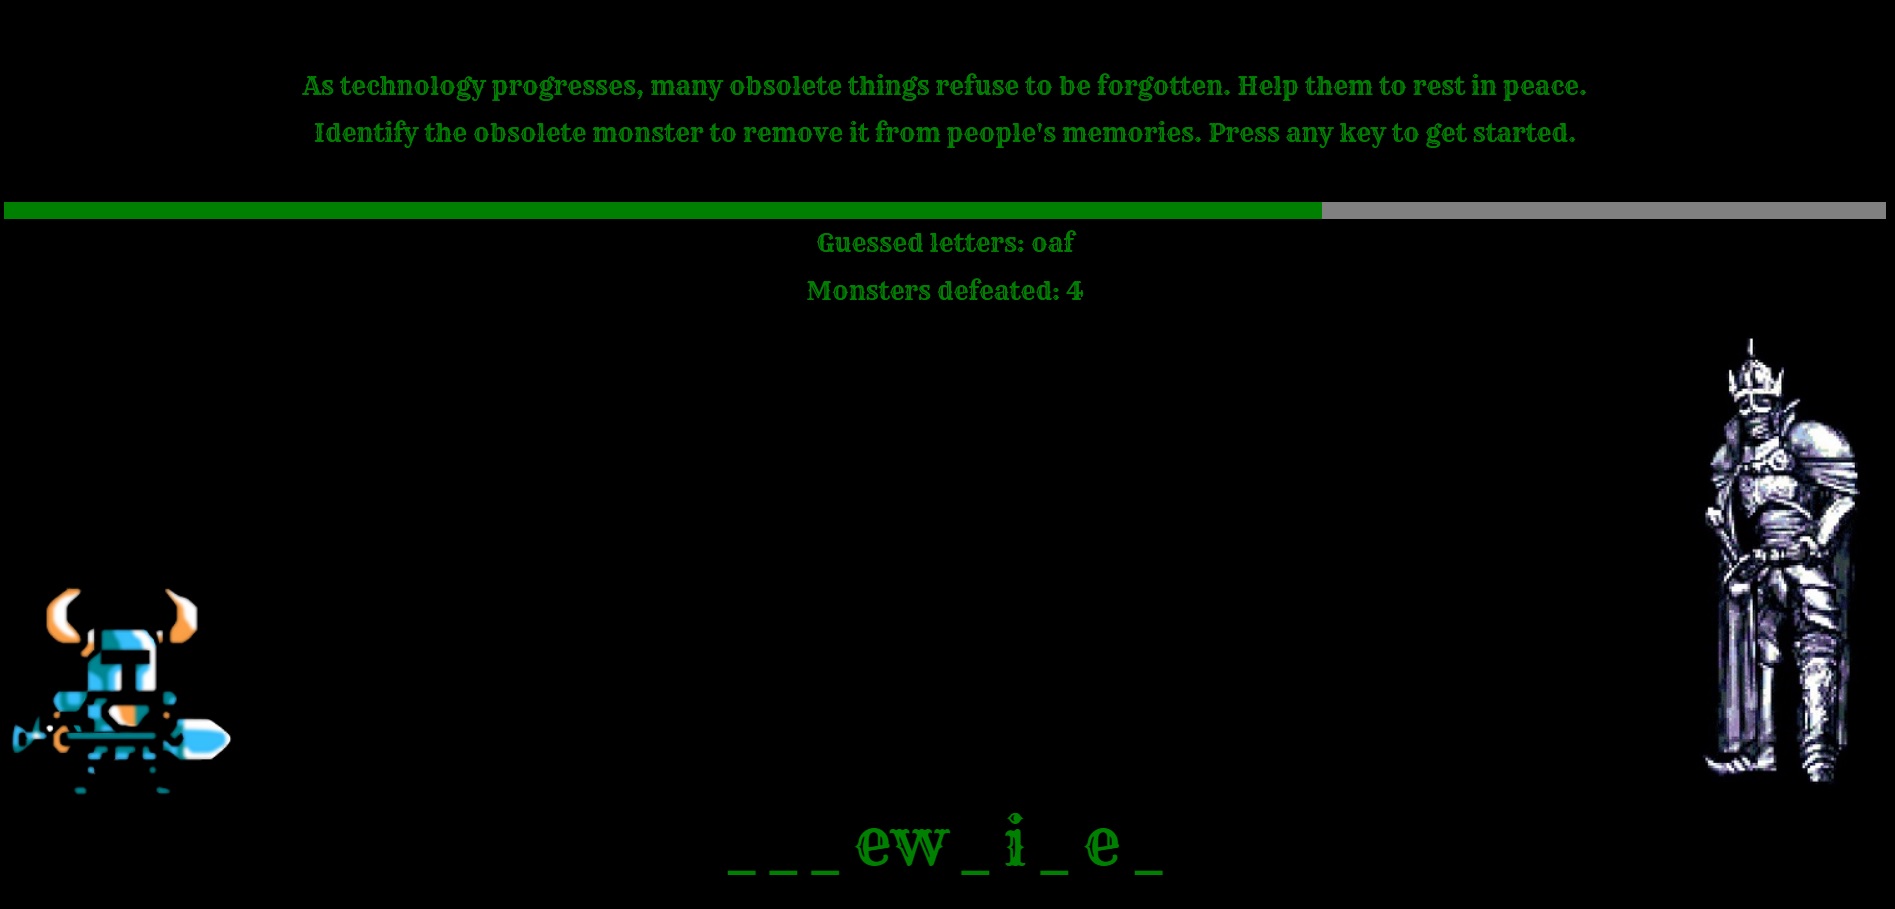 As technology progresses, many obsolete things refuse to be forgotten. Help them to rest in peace.
Identify the obsolete monster to remove it from people's memories. Press any key to get started.
Guessed letters: oaf
Monsters defeated: 4
_ _ _ ew _ i _ e _